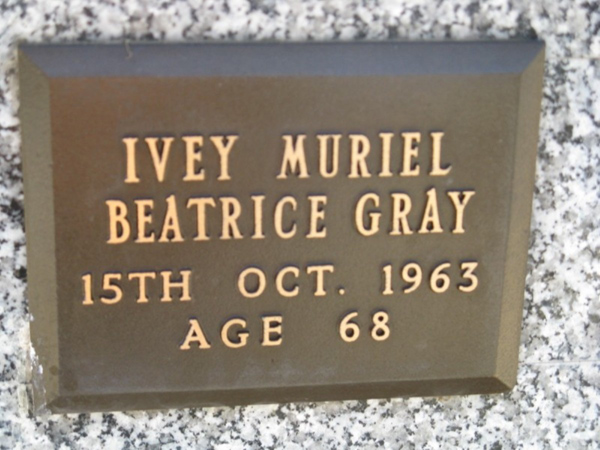 IVEY MURIEL
BEATRICE GRAY
15TH OCT. 1963
AGE 68